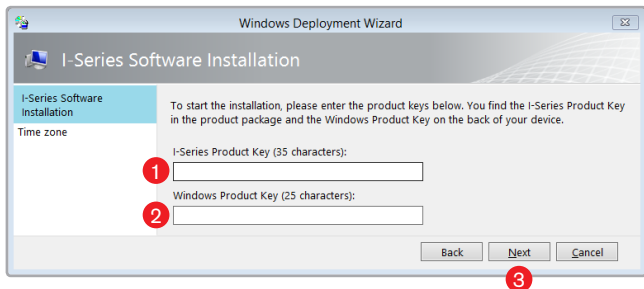 Windows Deployment Wizard
I-Series Software Installation
I-Series Software
Installation
Time zone
To start the installation, please enter the product keys below. You find the I-Series Product Key
in the product package and the Windows Product Key on the back of your device.
I-Series Product Key (35 characters):
1
Windows Product Key (25 characters):
2
Back Next Cancel
3